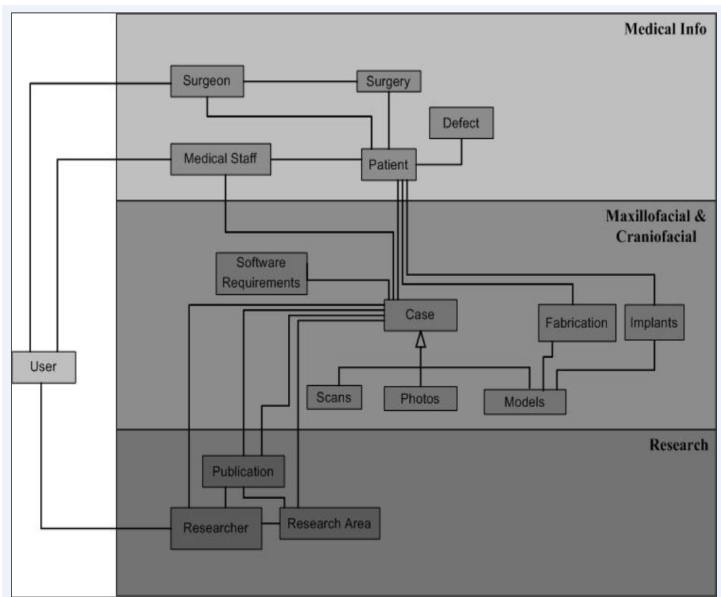 Medical Info
Surgeon
Surgery
Defect
Medical Staff
Patient
Maxillofacial &
Craniofacial
Software
Requirements
Case
Fabrication
Implants
User
Scans
Photos
Models
Research
Publication
Researcher
Research Area